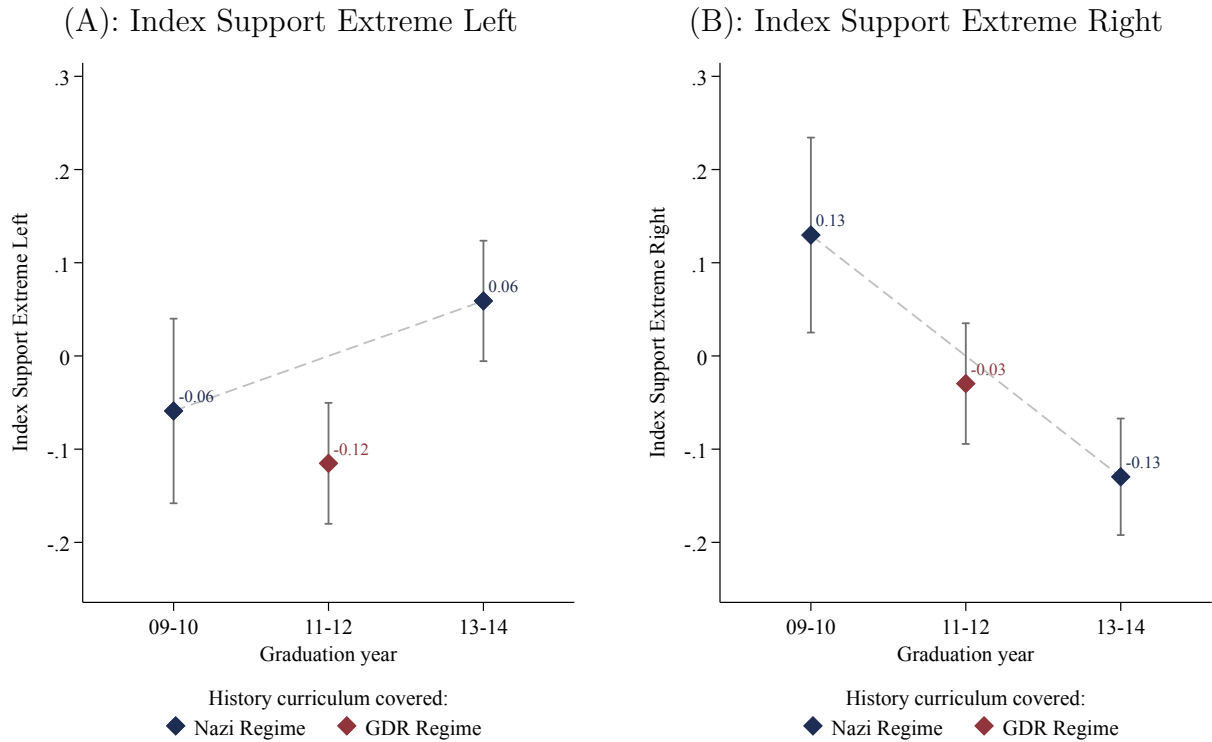 (A): Index Support Extreme Left
.3
.2
.1
0
-.1
-.2
Index Support Extreme Left
-0.06
-0.12
0.06
09-10
11-12
13-14
Graduation year
History curriculum covered:
Nazi Regime
GDR Regime
(B): Index Support Extreme Right
.3
.2
.1
0
-.1
-.2
Index Support Extreme Right
0.13
-0.03
-0.13
09-10
11-12
13-14
Graduation year
History curriculum covered:
Nazi Regime
GDR Regime